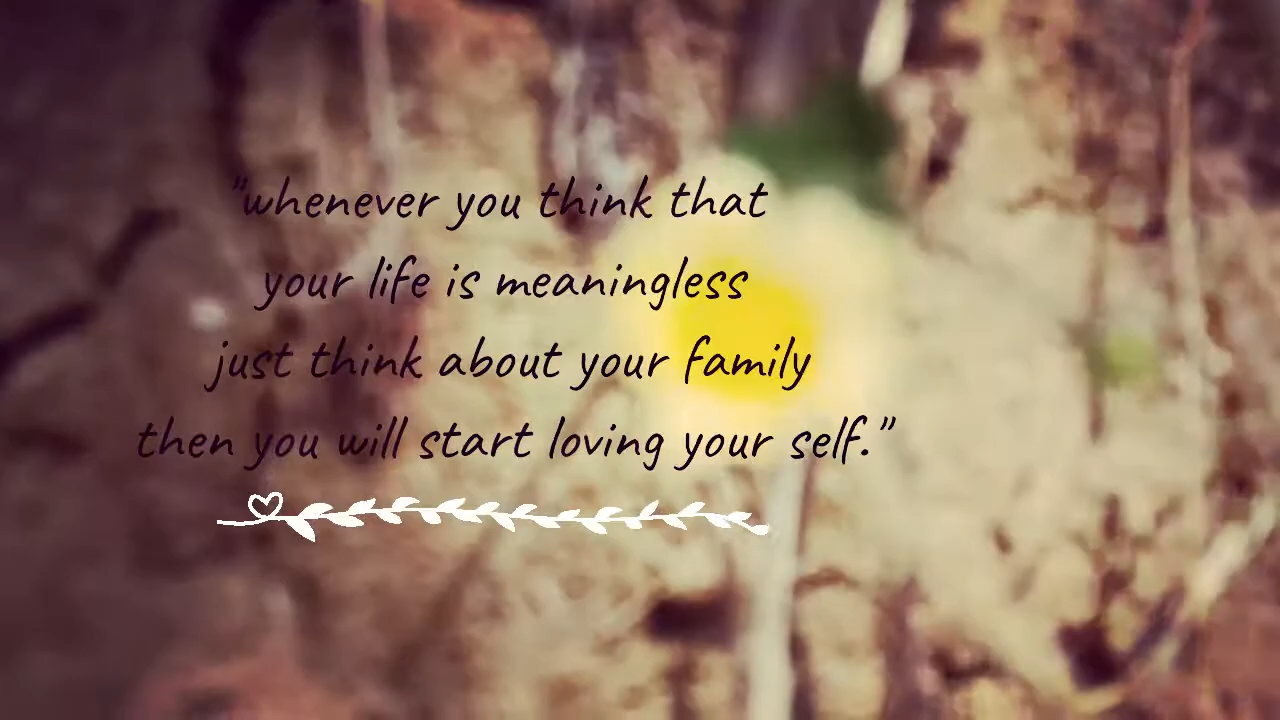 "whenever you think that
your life is meaningless
just think about your family
then you will start loving your self."